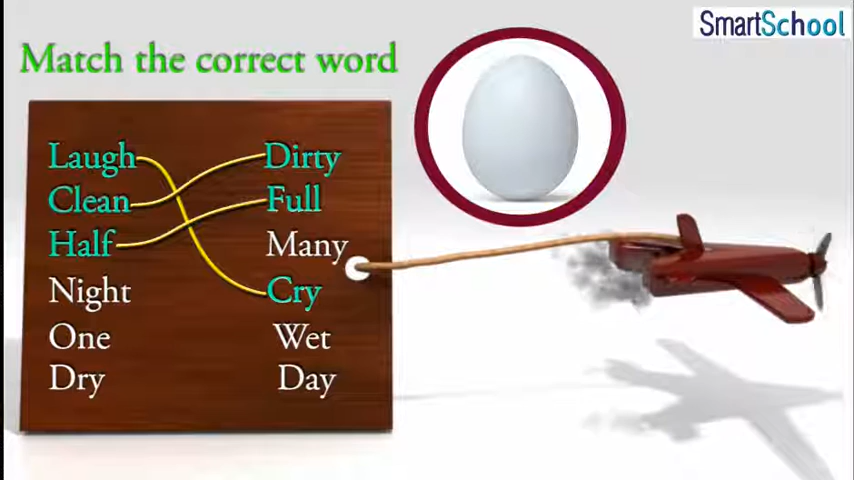 SmartSchool
Match the correct word
Laugh Dirty
Clean Full
Half Many
Night Cry
One Wet
Dry Day